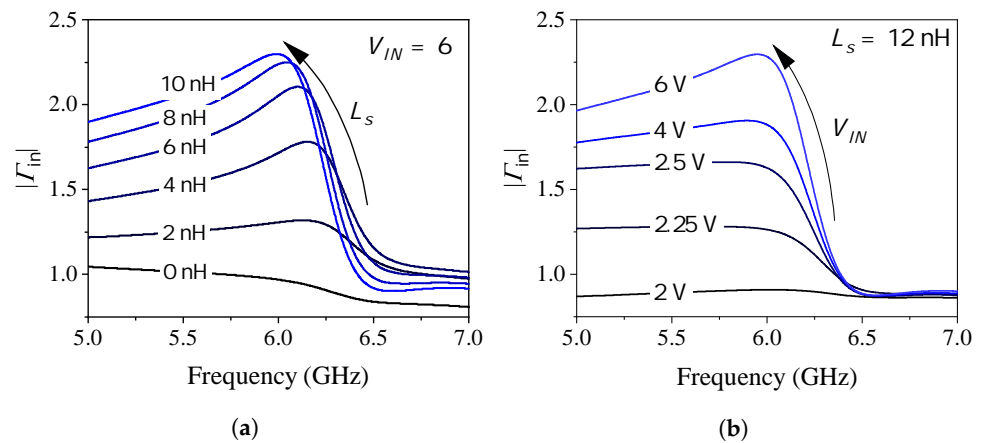 2.5
2.0
1.5
1.0
|Γin|
V_IN = 6
10 nH
8 nH
6 nH
4 nH
2 nH
0 nH
L_s
5.0 5.5 6.0 6.5 7.0
Frequency (GHz)
(a)
2.5
2.0
1.5
1.0
|Γin|
L_s = 12 nH
6 V
4 V
2.5 V
2.25 V
2 V
V_IN
5.0 5.5 6.0 6.5 7.0
Frequency (GHz)
(b)